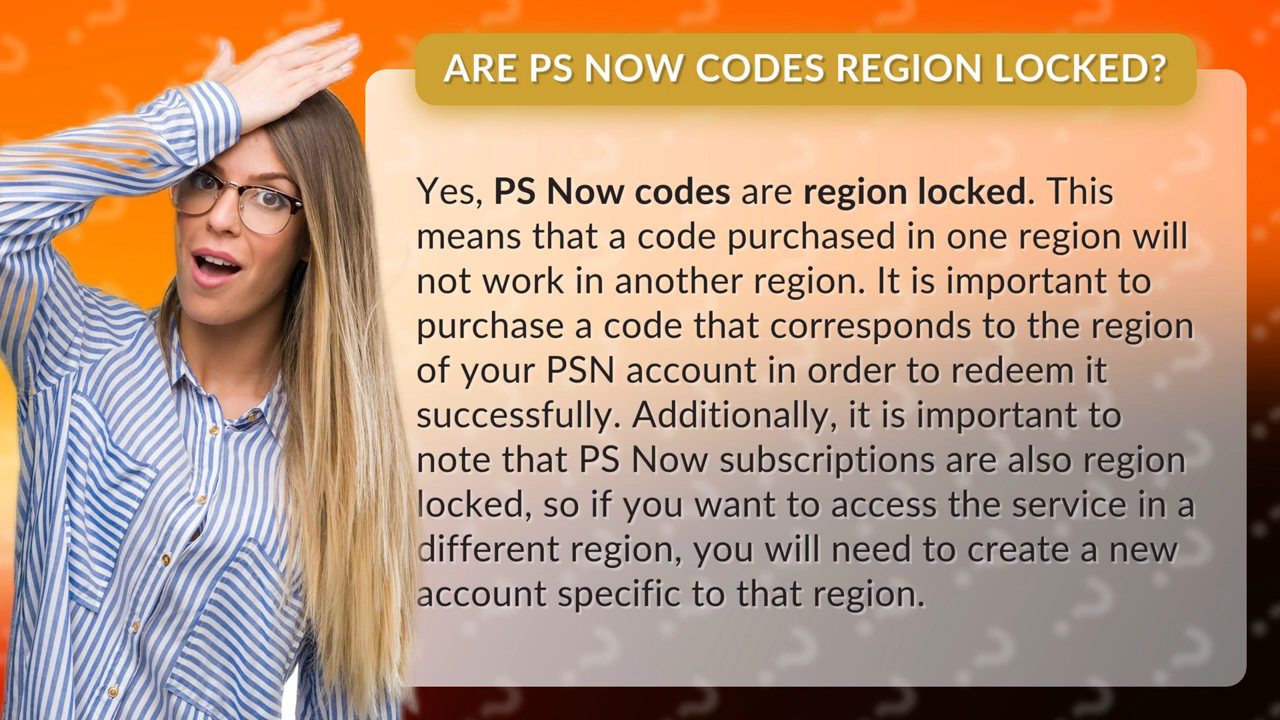 ARE PS NOW CODES REGION LOCKED?
Yes, PS Now codes are region locked. This
means that a code purchased in one region will
not work in another region. It is important to
purchase a code that corresponds to the region
of your PSN account in order to redeem it
successfully. Additionally, it is important to
note that PS Now subscriptions are also region
locked, so if you want to access the service in a
different region, you will need to create a new
account specific to that region.